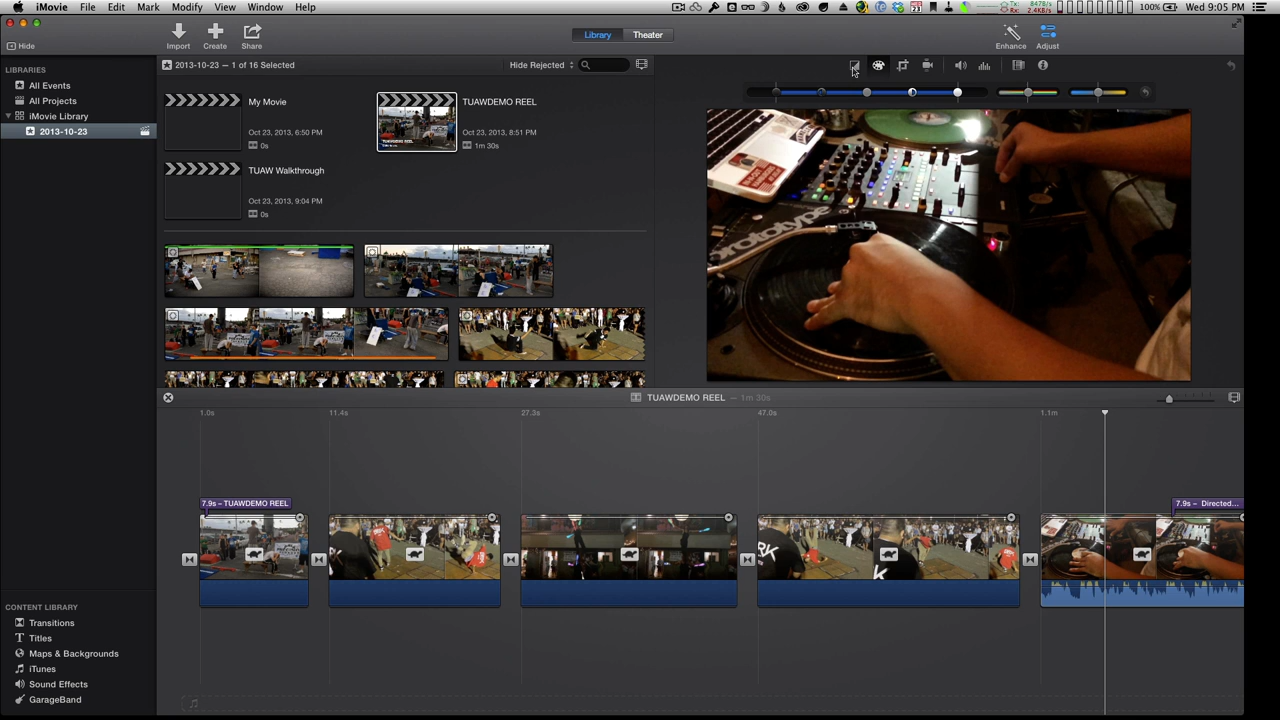 iMovie File Edit Mark Modify View Window Help
100% Wed 9:05 PM
Import Create Share
Library Theater
Enhance Adjust
Hide
LIBRARIES
All Events
All Projects
iMovie Library
2013-10-23
2013-10-23 — 1 of 16 Selected
Hide Rejected
My Movie
Oct 23, 2013, 6:50 PM
0s
TUAWDEMO REEL
Oct 23, 2013, 8:51 PM
1m 30s
TUAW Walkthrough
Oct 23, 2013, 9:04 PM
0s
prototype
TUAWDEMO REEL — 1m 30s
1.0s 11.4s 27.3s 47.0s 1.1m
7.9s – TUAWDEMO REEL
7.9s – Directed…
CONTENT LIBRARY
Transitions
Titles
Maps & Backgrounds
iTunes
Sound Effects
GarageBand